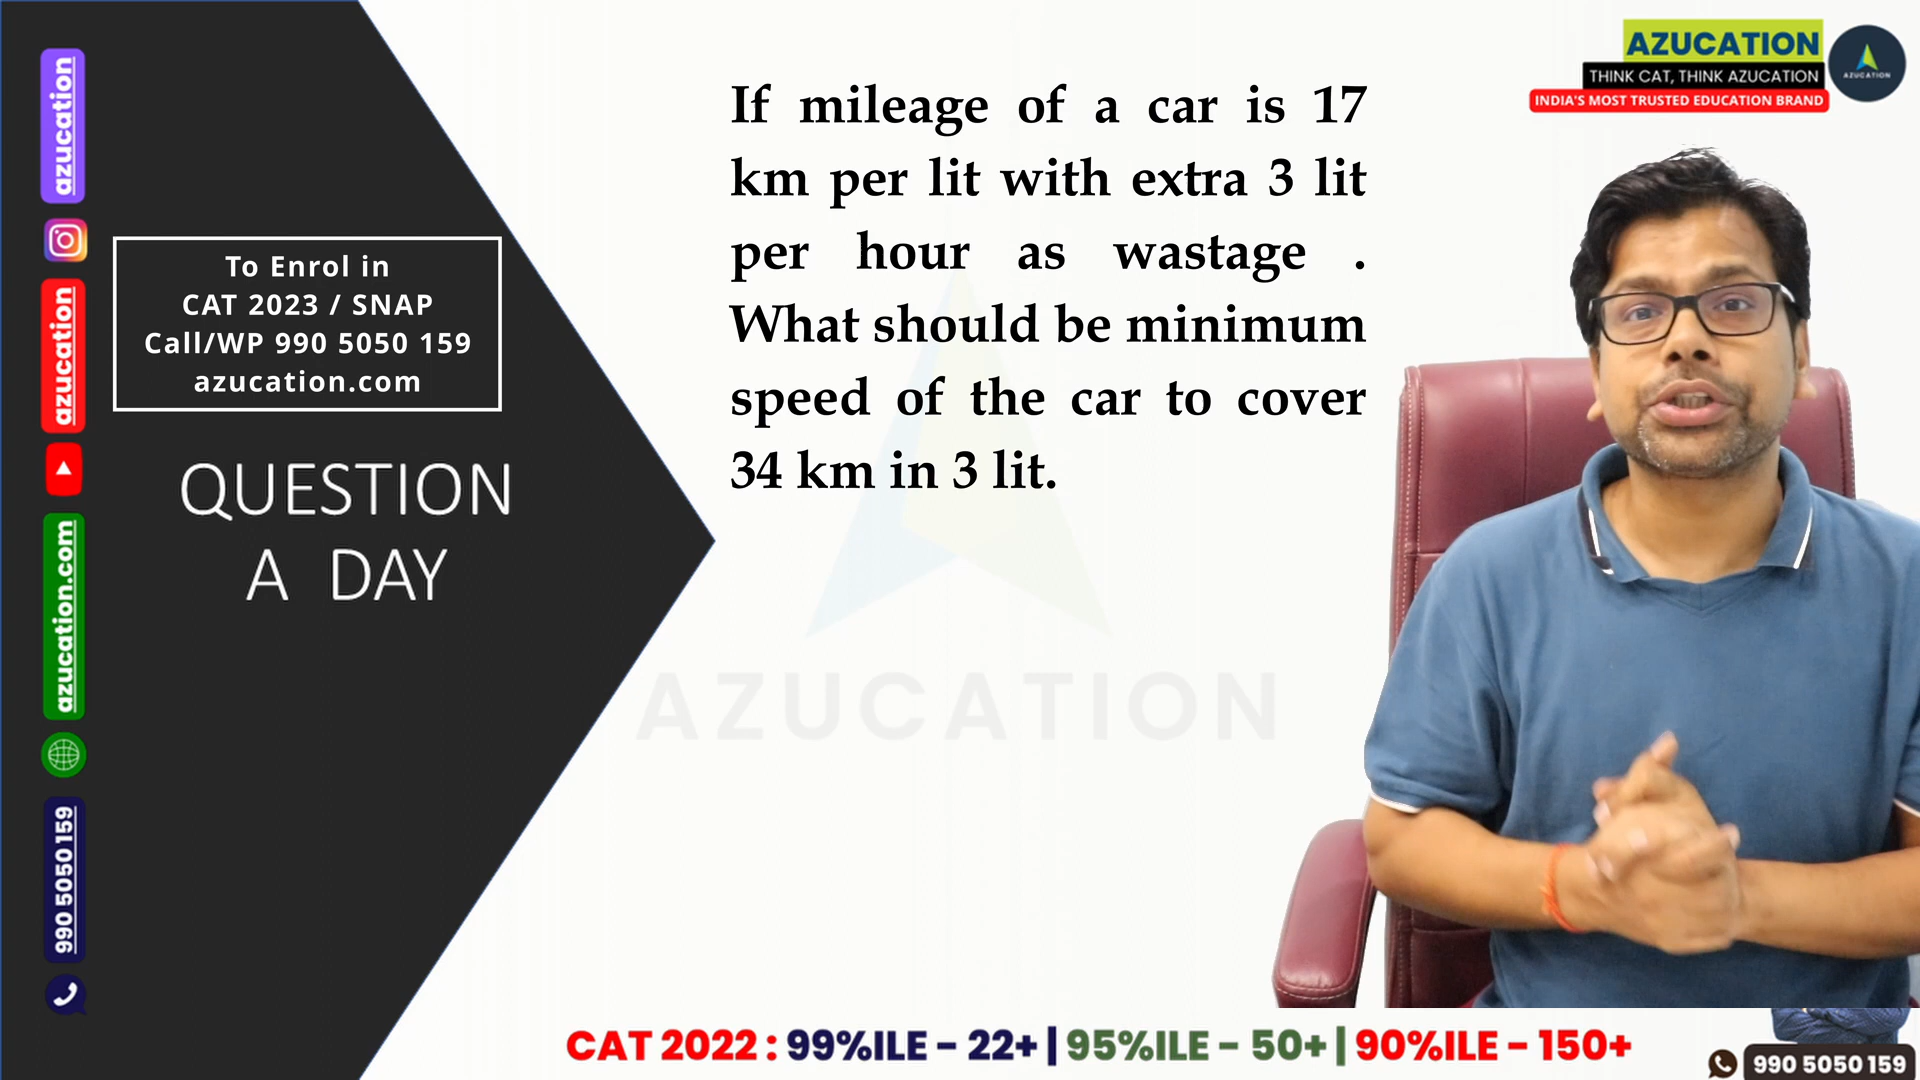 azucation
azucation
azucation.com
990 5050 159
To Enrol in
CAT 2023 / SNAP
Call/WP 990 5050 159
azucation.com
QUESTION
A DAY
If mileage of a car is 17
km per lit with extra 3 lit
per hour as wastage .
What should be minimum
speed of the car to cover
34 km in 3 lit.
AZUCATION
AZUCATION
THINK CAT, THINK AZUCATION
INDIA'S MOST TRUSTED EDUCATION BRAND
AZUCATION
CAT 2022 : 99%ILE - 22+ | 95%ILE - 50+ | 90%ILE - 150+
990 5050 159